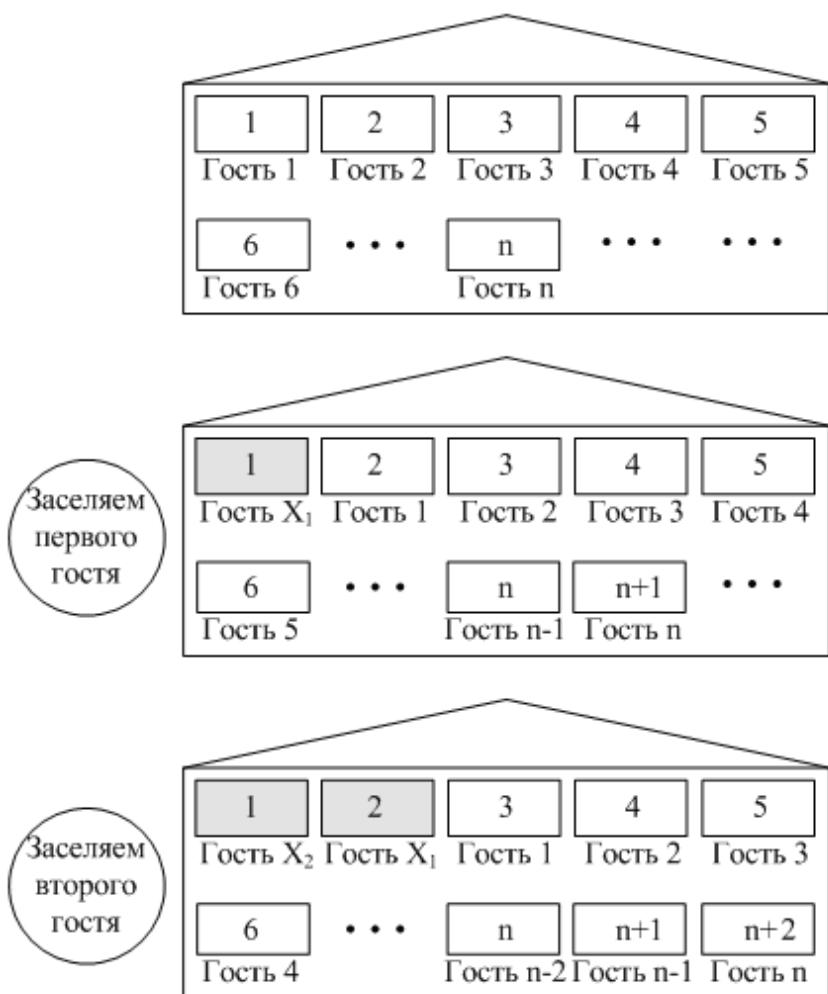 1 2 3 4 5
Гость 1 Гость 2 Гость 3 Гость 4 Гость 5
6 • • • n • • • • • •
Гость 6 Гость n
Заселяем
первого
гостя
1 2 3 4 5
Гость X₁ Гость 1 Гость 2 Гость 3 Гость 4
6 • • • n n+1 • • •
Гость 5 Гость n-1 Гость n
Заселяем
второго
гостя
1 2 3 4 5
Гость X₂ Гость X₁ Гость 1 Гость 2 Гость 3
6 • • • n n+1 n+2
Гость 4 Гость n-2 Гость n-1 Гость n